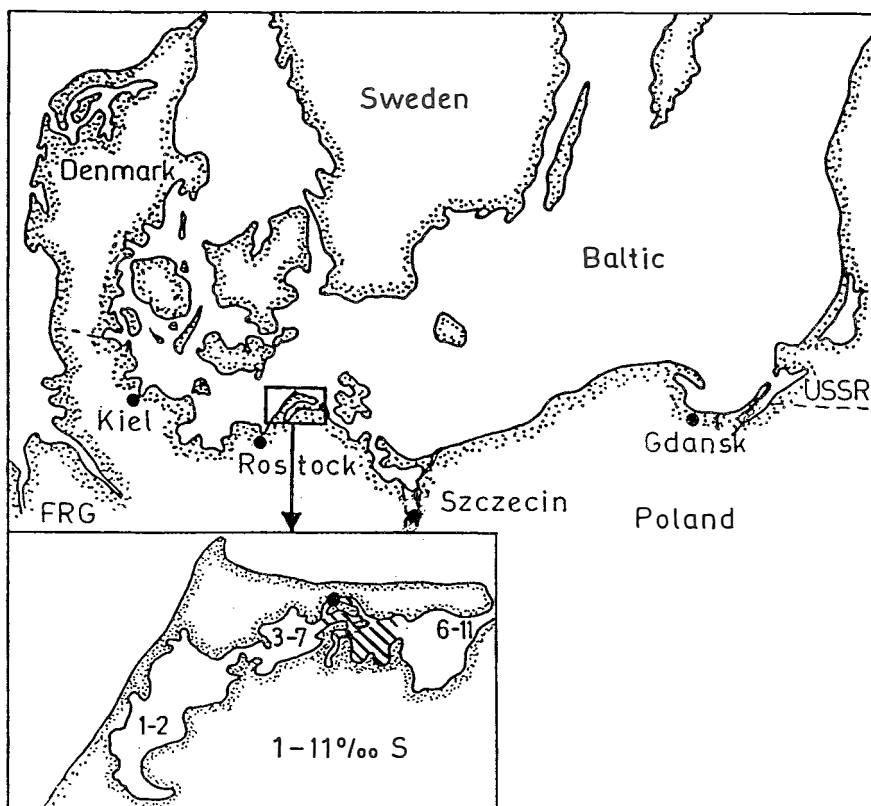 Sweden
Denmark
Baltic
USSR
Kiel
Gdansk
Rostock
Szczecin
FRG
Poland
6-11
3-7
1-2
1-11‰ S